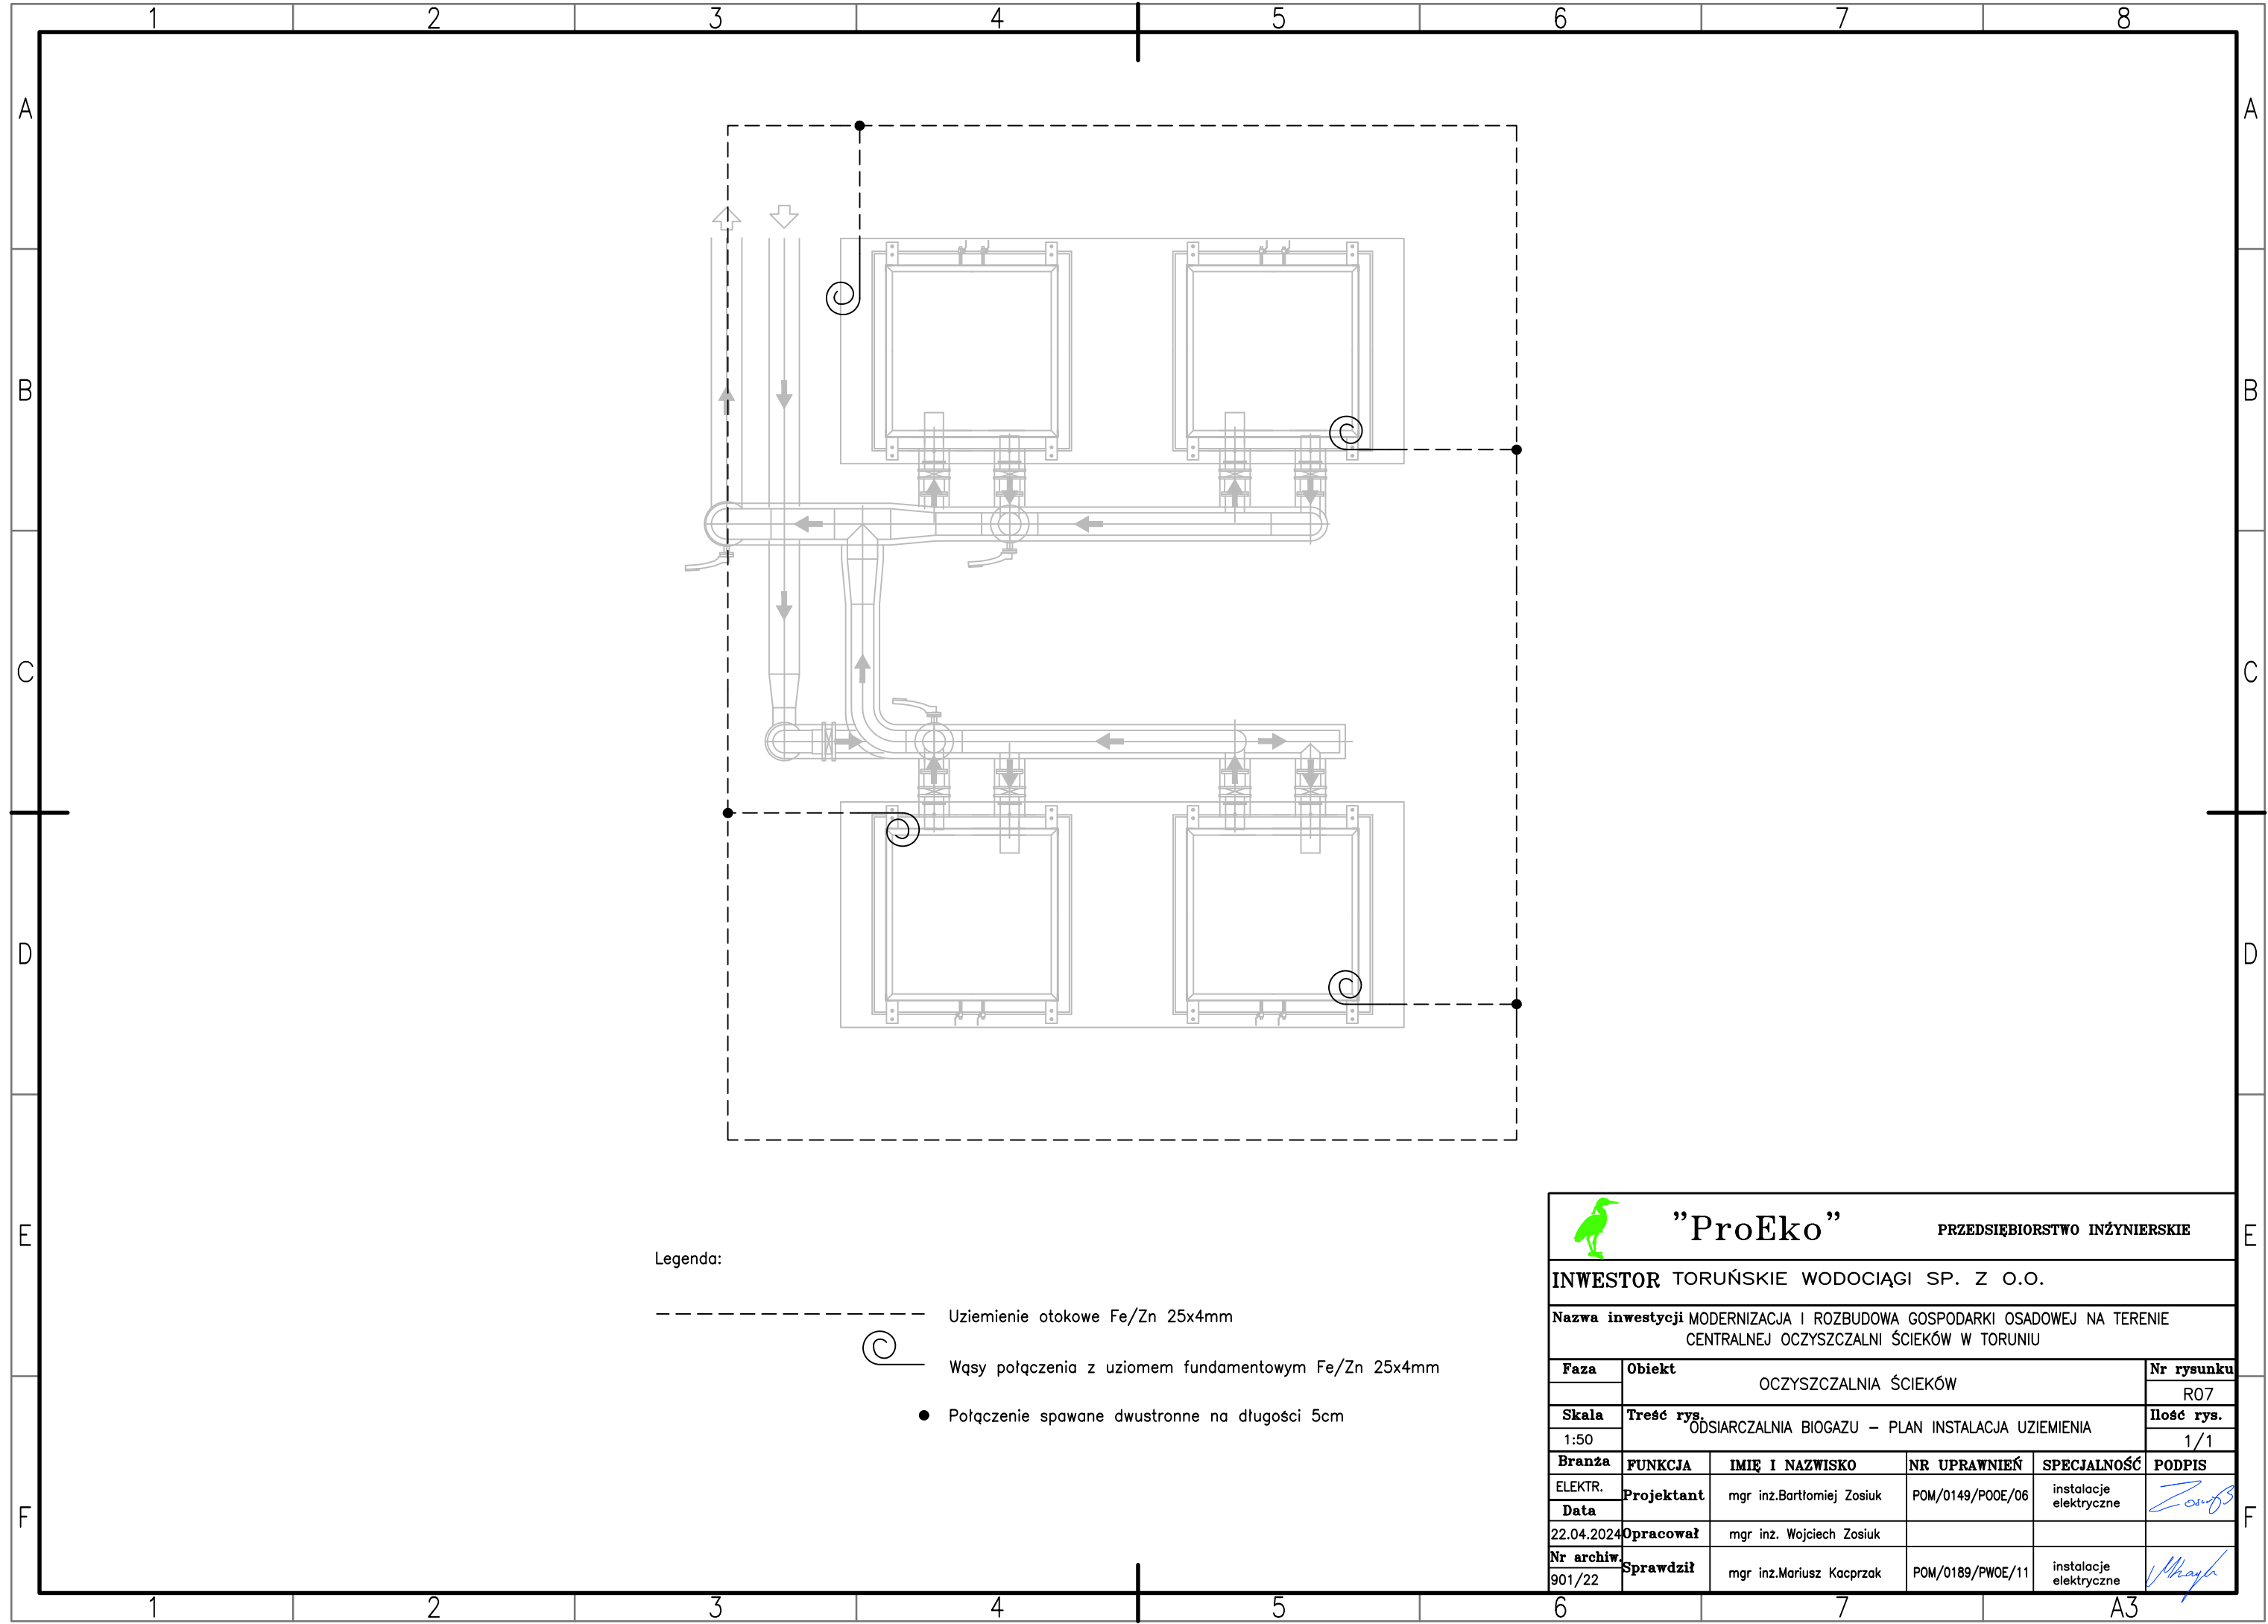 1 2 3 4 5 6 7 8
A A
B B
C C
D D
E E
F F
Legenda:
Uziemienie otokowe Fe/Zn 25x4mm
Wąsy połączenia z uziomem fundamentowym Fe/Zn 25x4mm
Połączenie spawane dwustronne na długości 5cm
"ProEko" PRZEDSIĘBIORSTWO INŻYNIERSKIE
INWESTOR TORUŃSKIE WODOCIĄGI SP. Z O.O.
Nazwa inwestycji MODERNIZACJA I ROZBUDOWA GOSPODARKI OSADOWEJ NA TERENIE
CENTRALNEJ OCZYSZCZALNI ŚCIEKÓW W TORUNIU
Faza Obiekt Nr rysunku
OCZYSZCZALNIA ŚCIEKÓW R07
Skala Treść rys. Ilość rys.
1:50 ODSIARCZALNIA BIOGAZU – PLAN INSTALACJA UZIEMIENIA 1/1
Branża FUNKCJA IMIĘ I NAZWISKO NR UPRAWNIEŃ SPECJALNOŚĆ PODPIS
ELEKTR. Projektant mgr inż.Bartłomiej Zosiuk POM/0149/POOE/06 instalacje elektryczne
Data
22.04.2024 Opracował mgr inż. Wojciech Zosiuk
Nr archiw. Sprawdził mgr inż.Mariusz Kacprzak POM/0189/PWOE/11 instalacje elektryczne
901/22
1 2 3 4 5 6 7 A3